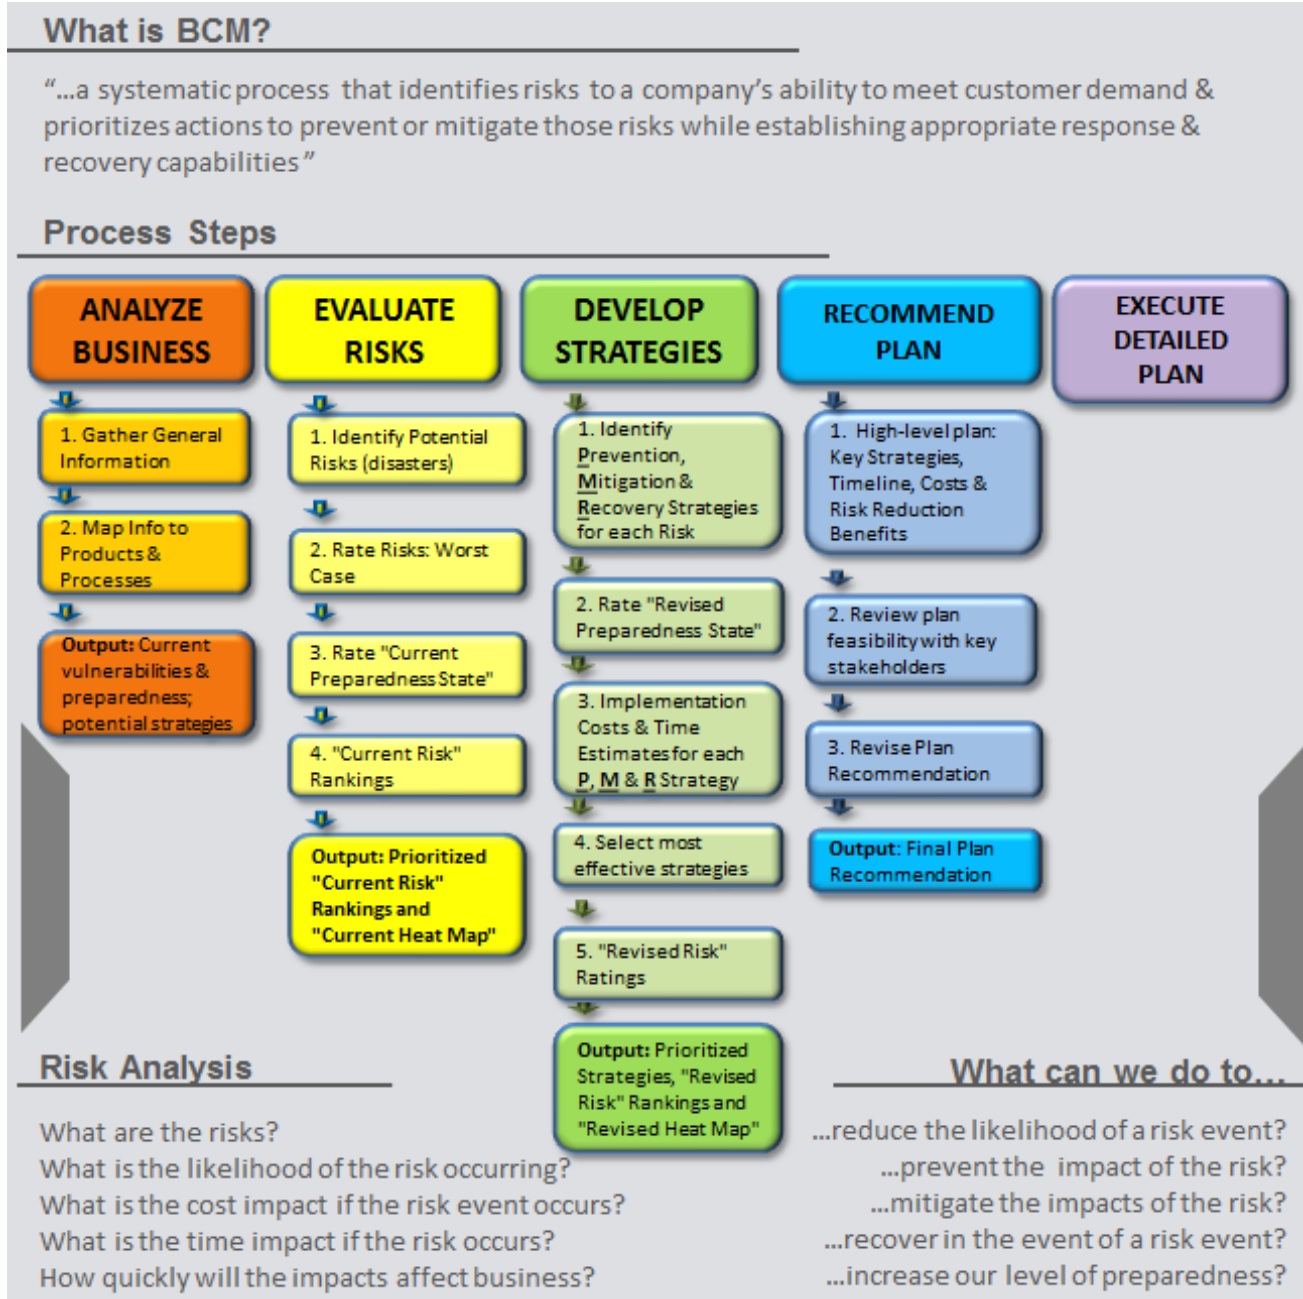 What is BCM?
“...a systematic process that identifies risks to a company’s ability to meet customer demand &
prioritizes actions to prevent or mitigate those risks while establishing appropriate response &
recovery capabilities”
Process Steps
ANALYZE
BUSINESS
1. Gather General
Information
2. Map Info to
Products &
Processes
Output: Current
vulnerabilities &
preparedness;
potential strategies
EVALUATE
RISKS
1. Identify Potential
Risks (disasters)
2. Rate Risks: Worst
Case
3. Rate "Current
Preparedness State"
4. "Current Risk"
Rankings
Output: Prioritized
"Current Risk"
Rankings and
"Current Heat Map"
DEVELOP
STRATEGIES
1. Identify
Prevention,
Mitigation &
Recovery Strategies
for each Risk
2. Rate "Revised
Preparedness State"
3. Implementation
Costs & Time
Estimates for each
P, M & R Strategy
4. Select most
effective strategies
5. "Revised Risk"
Ratings
Output: Prioritized
Strategies, "Revised
Risk" Rankings and
"Revised Heat Map"
RECOMMEND
PLAN
1. High-level plan:
Key Strategies,
Timeline, Costs &
Risk Reduction
Benefits
2. Review plan
feasibility with key
stakeholders
3. Revise Plan
Recommendation
Output: Final Plan
Recommendation
EXECUTE
DETAILED
PLAN
Risk Analysis
What are the risks?
What is the likelihood of the risk occurring?
What is the cost impact if the risk event occurs?
What is the time impact if the risk occurs?
How quickly will the impacts affect business?
What can we do to...
...reduce the likelihood of a risk event?
...prevent the impact of the risk?
...mitigate the impacts of the risk?
...recover in the event of a risk event?
...increase our level of preparedness?